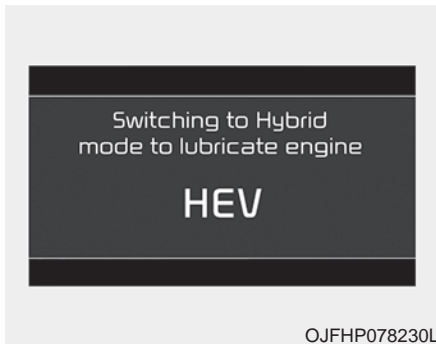 Switching to Hybrid
mode to lubricate engine
HEV
OJFHP078230L